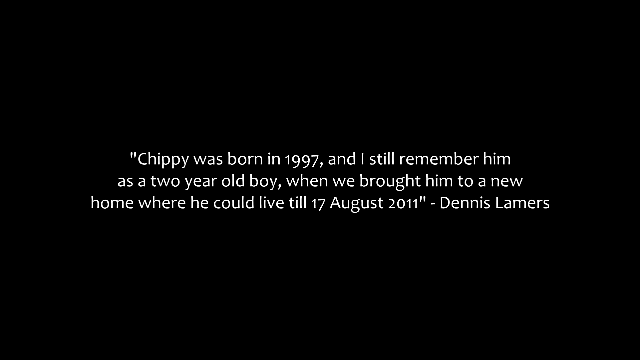 "Chippy was born in 1997, and I still remember him
as a two year old boy, when we brought him to a new
home where he could live till 17 August 2011" - Dennis Lamers